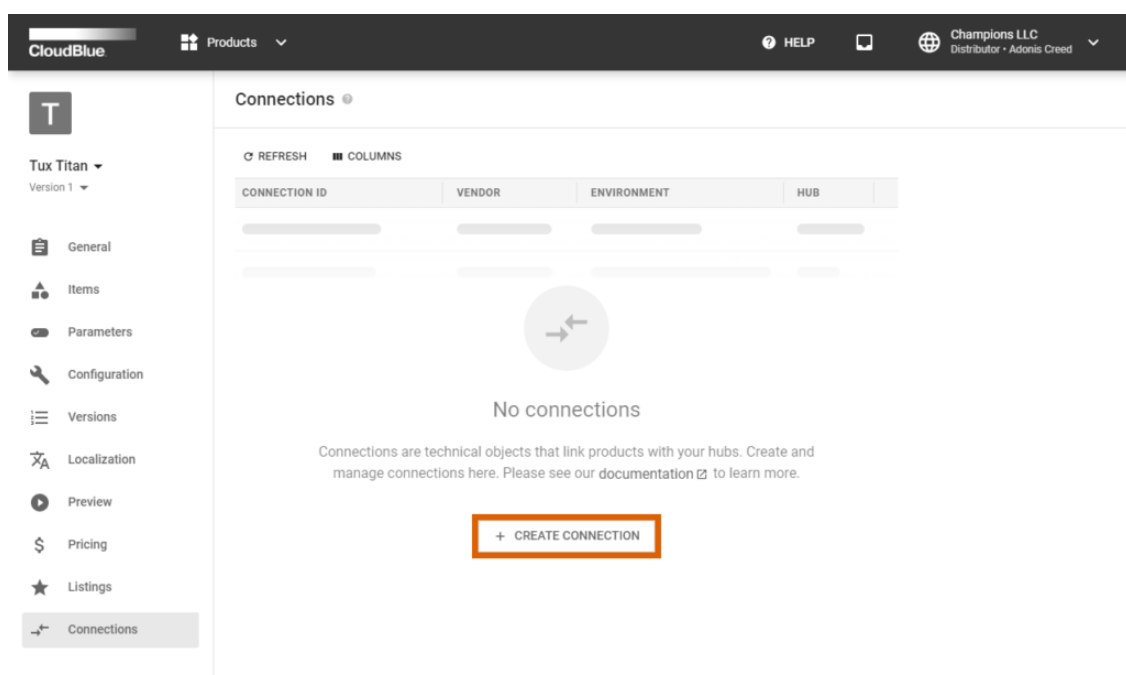 CloudBlue
Products
HELP
Champions LLC
Distributor • Adonis Creed
T
Tux Titan
Version 1
General
Items
Parameters
Configuration
Versions
Localization
Preview
Pricing
Listings
Connections
Connections
REFRESH COLUMNS
CONNECTION ID VENDOR ENVIRONMENT HUB
No connections
Connections are technical objects that link products with your hubs. Create and
manage connections here. Please see our documentation to learn more.
+ CREATE CONNECTION